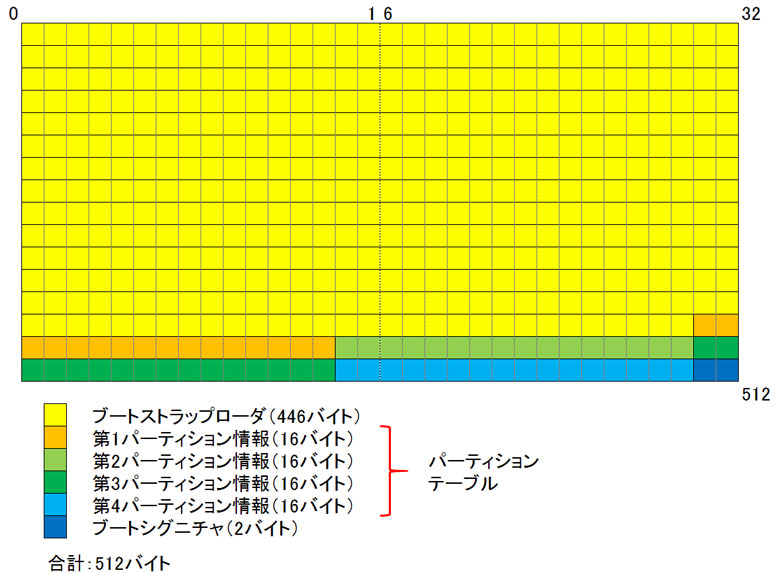 0 16 32
512
ブートストラップローダ(446バイト)
第1パーティション情報(16バイト)
第2パーティション情報(16バイト)
第3パーティション情報(16バイト)
第4パーティション情報(16バイト)
ブートシグニチャ(2バイト)
パーティション
テーブル
合計:512バイト